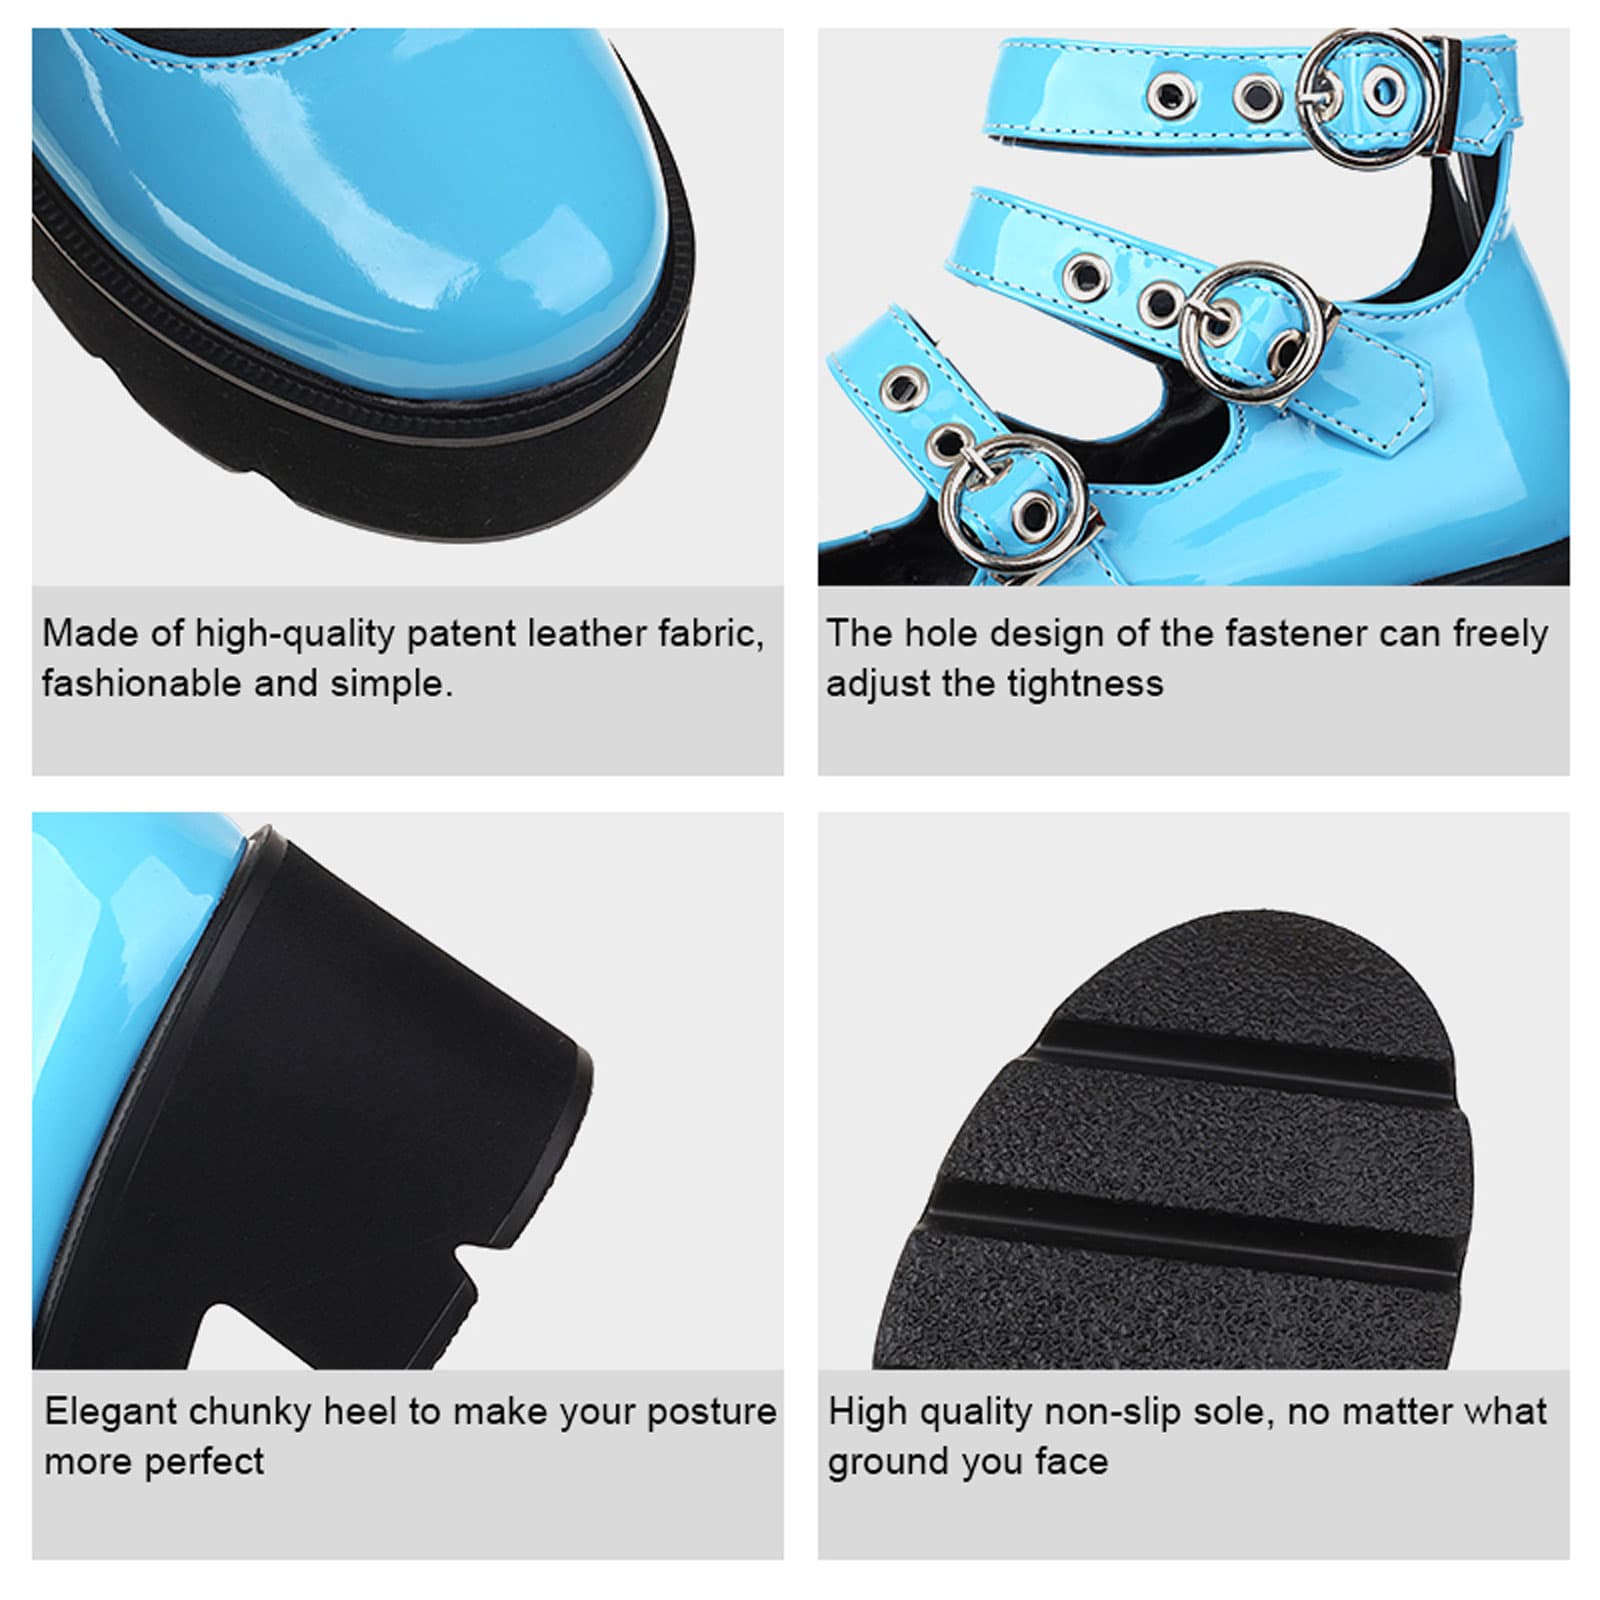 Made of high-quality patent leather fabric,
fashionable and simple.
The hole design of the fastener can freely
adjust the tightness
Elegant chunky heel to make your posture
more perfect
High quality non-slip sole, no matter what
ground you face